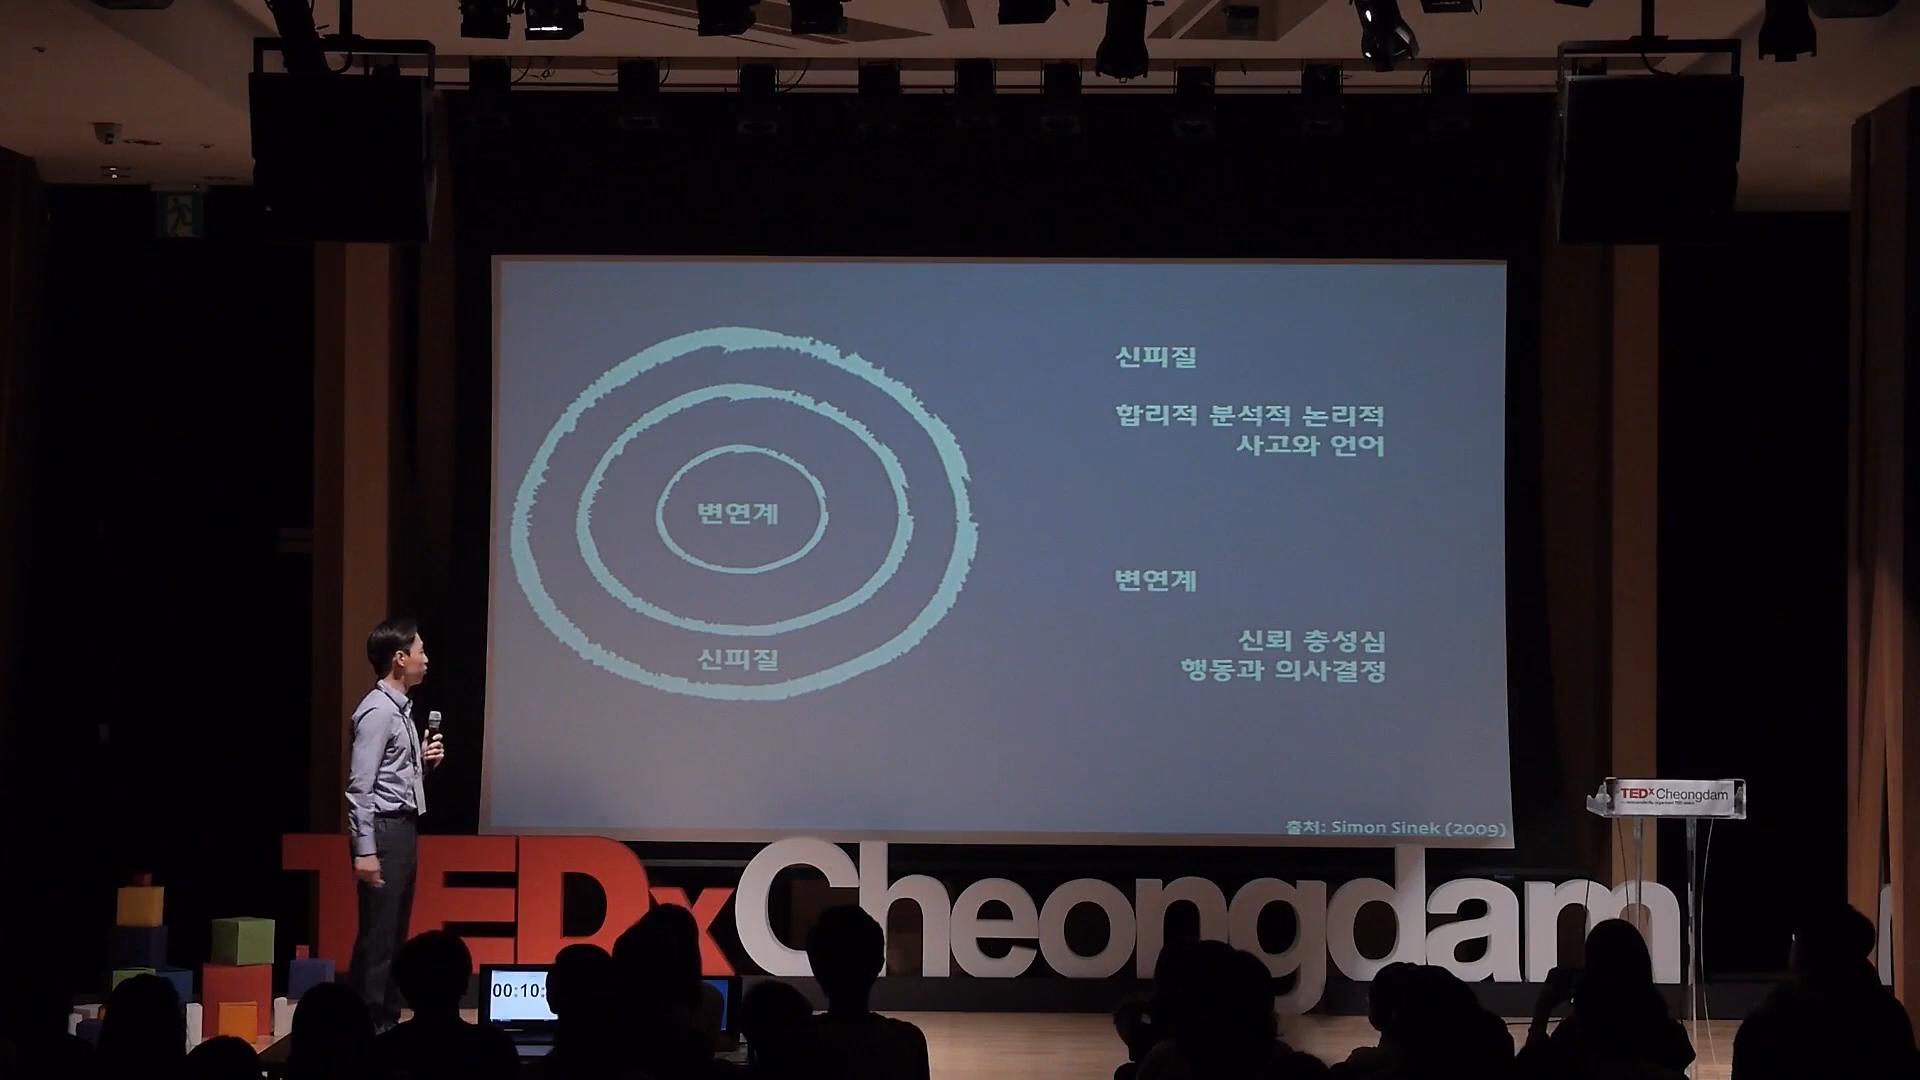 신피질
합리적 분석적 논리적
사고와 언어
변연계
변연계
신뢰 충성심
행동과 의사결정
신피질
출처: Simon Sinek (2009)
TEDx Cheongdam
TEDxCheongdam
00:10: